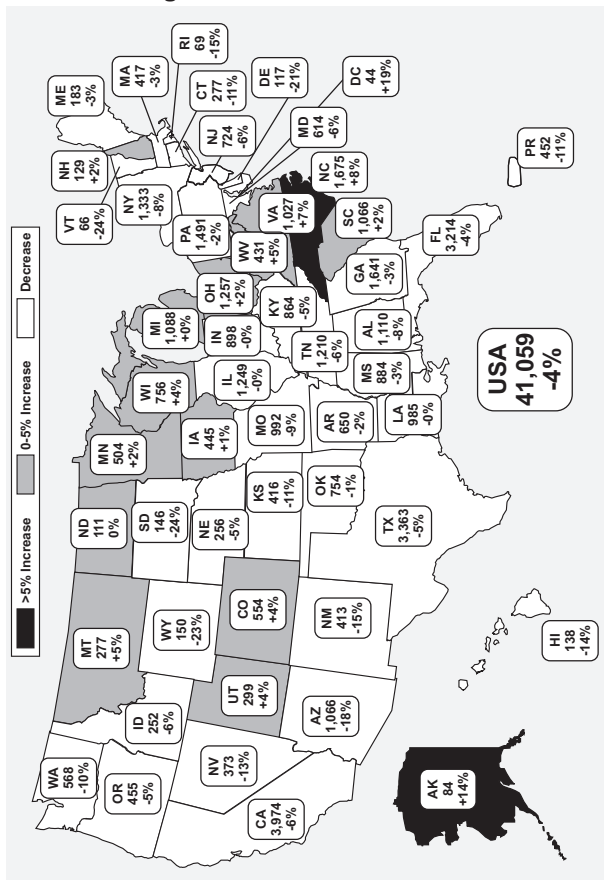 >5% Increase
0-5% Increase
Decrease
WA
568
-10%
OR
455
-5%
CA
3,974
-6%
NV
373
-13%
ID
252
-6%
MT
277
+5%
WY
150
-23%
UT
299
+4%
AZ
1,066
-18%
CO
554
+4%
NM
413
-15%
ND
111
0%
SD
146
-24%
NE
256
-5%
KS
416
-11%
OK
754
-1%
TX
3,363
-5%
MN
504
+2%
IA
445
+1%
MO
992
-9%
AR
650
-2%
LA
985
-0%
WI
756
+4%
IL
1,249
-0%
MI
1,088
+0%
IN
898
-0%
OH
1,257
+2%
KY
864
-5%
TN
1,210
-6%
MS
884
-3%
AL
1,110
-8%
GA
1,641
-3%
FL
3,214
-4%
SC
1,066
+2%
NC
1,675
+8%
VA
1,027
+7%
WV
431
+5%
PA
1,491
-2%
NY
1,333
-8%
VT
66
-24%
NH
129
+2%
ME
183
-3%
MA
417
-3%
RI
69
-15%
CT
277
-11%
NJ
724
-6%
DE
117
-21%
MD
614
-6%
DC
44
+19%
PR
452
-11%
AK
84
+14%
HI
138
-14%
USA
41,059
-4%